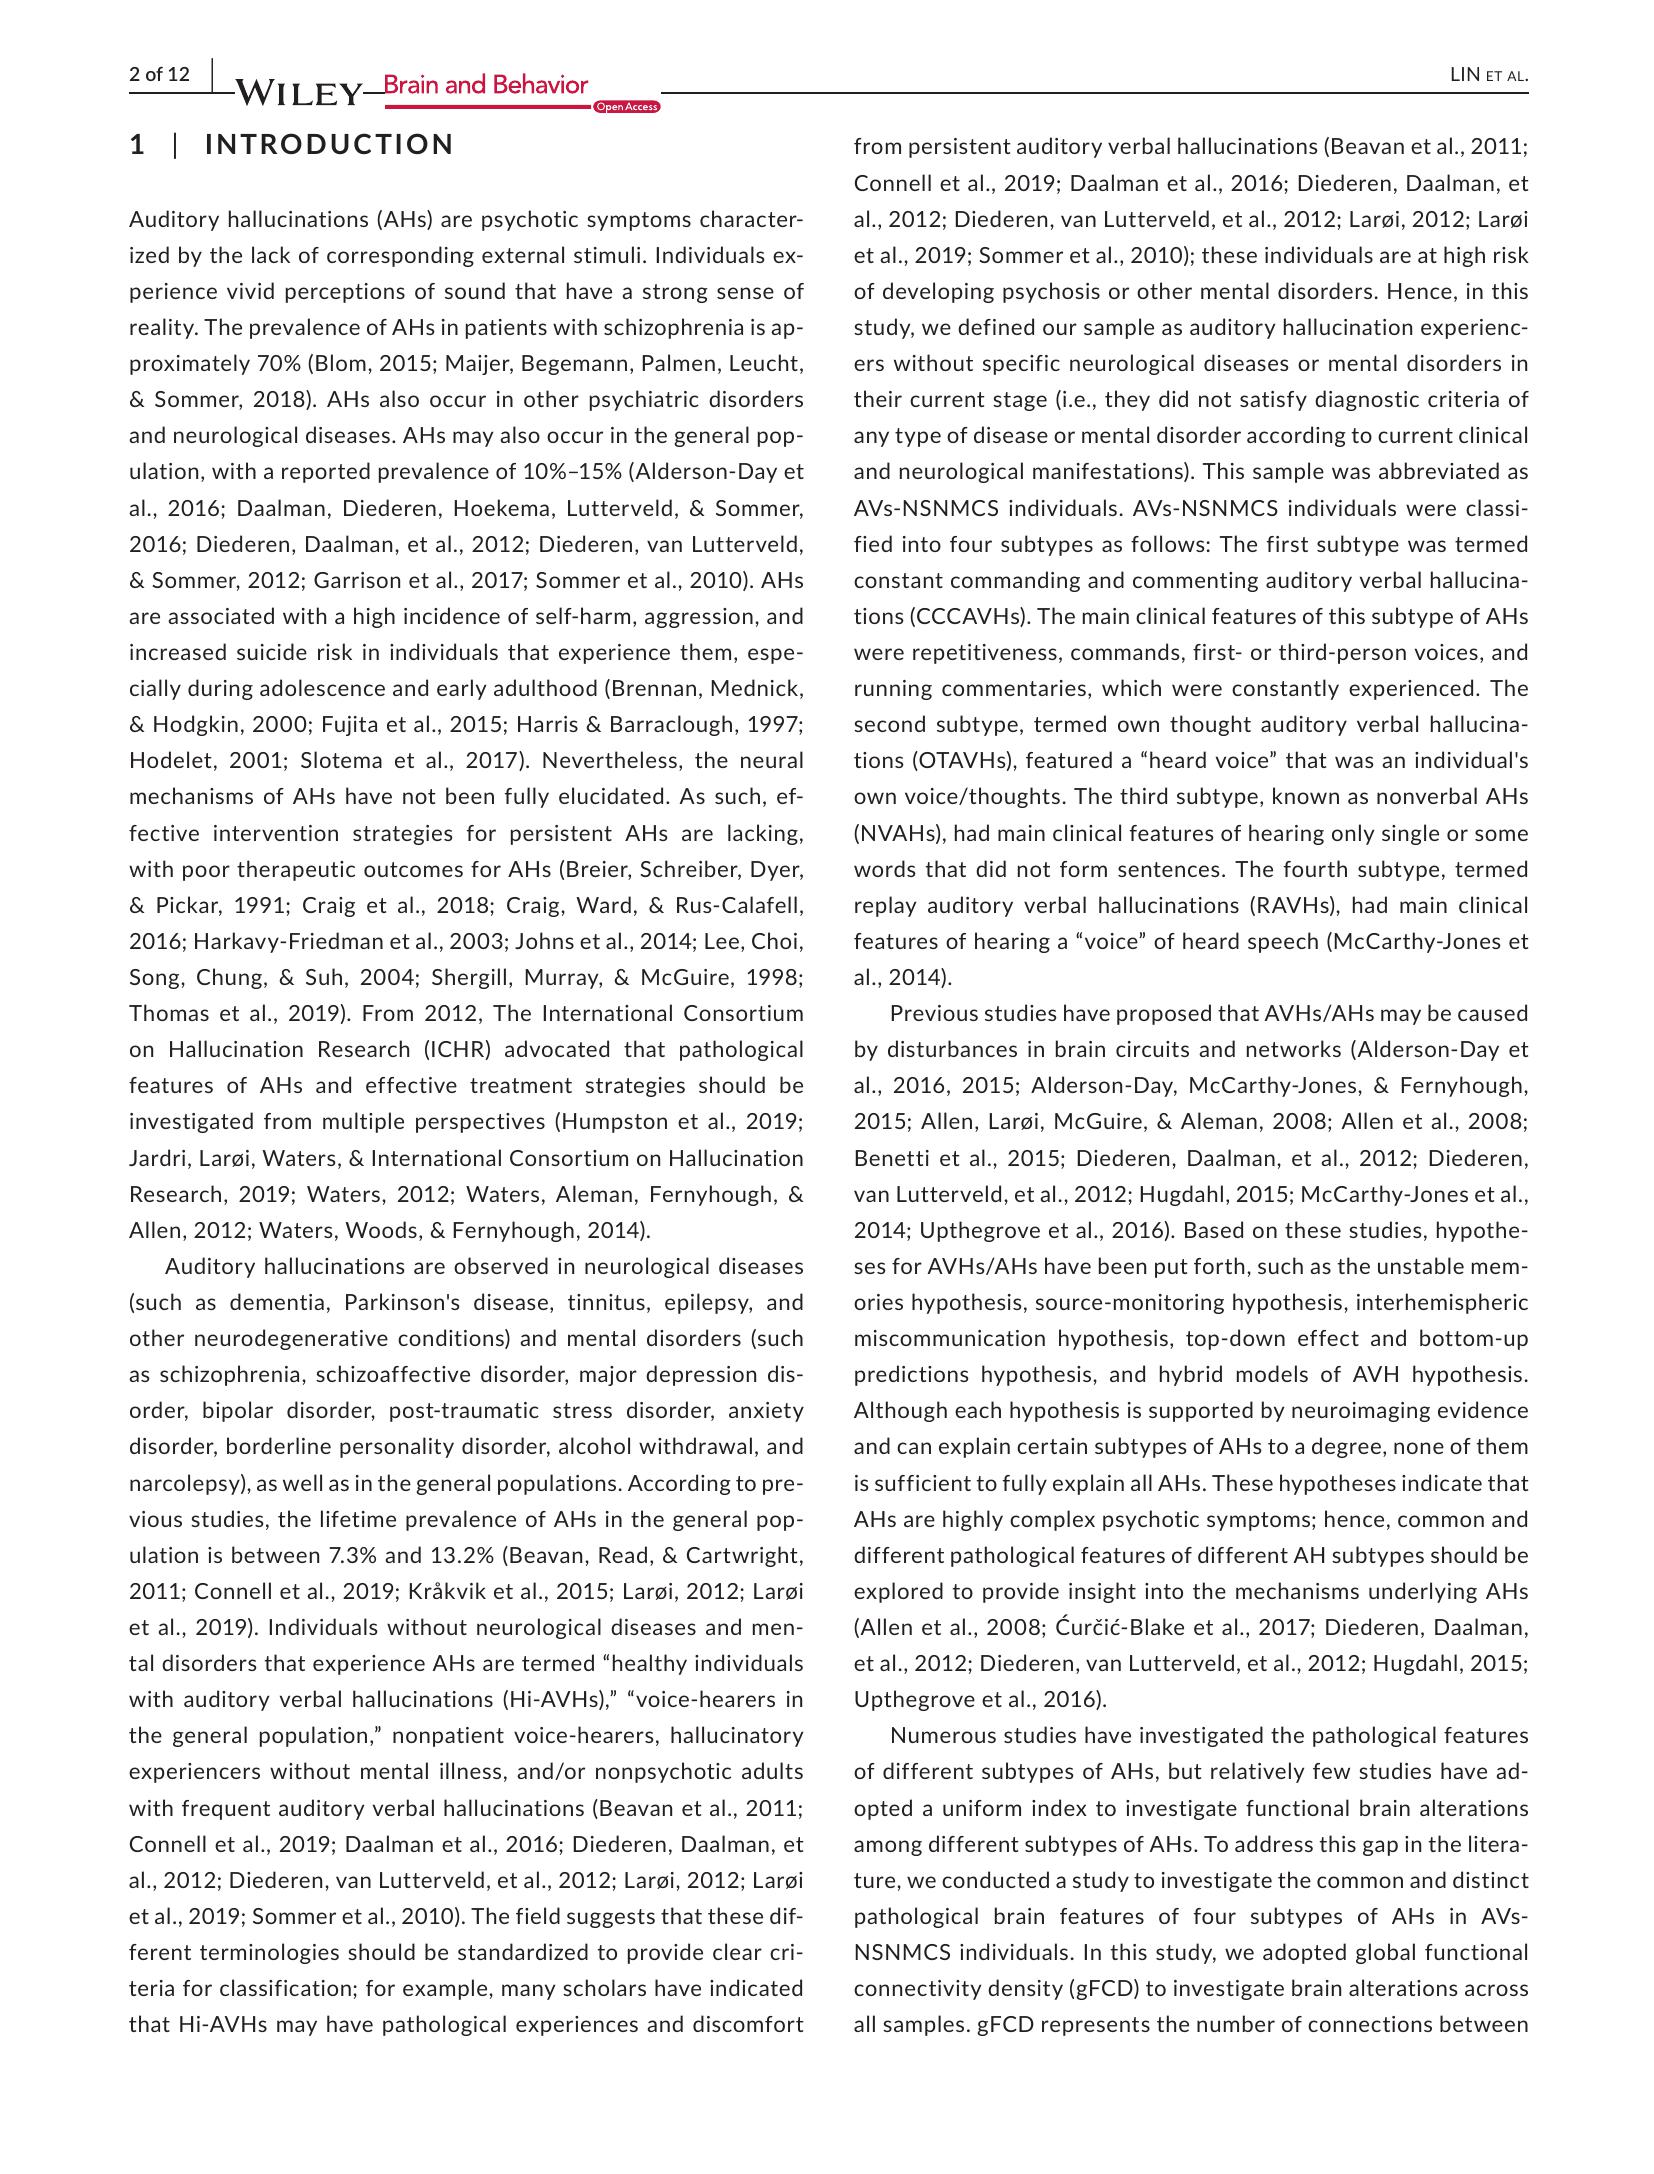 2 of 12
WILEY
Brain and Behavior
Open Access
LIN ET AL.
1 | INTRODUCTION
Auditory hallucinations (AHs) are psychotic symptoms character-
ized by the lack of corresponding external stimuli. Individuals ex-
perience vivid perceptions of sound that have a strong sense of
reality. The prevalence of AHs in patients with schizophrenia is ap-
proximately 70% (Blom, 2015; Maijer, Begemann, Palmen, Leucht,
& Sommer, 2018). AHs also occur in other psychiatric disorders
and neurological diseases. AHs may also occur in the general pop-
ulation, with a reported prevalence of 10%–15% (Alderson-Day et
al., 2016; Daalman, Diederen, Hoekema, Lutterveld, & Sommer,
2016; Diederen, Daalman, et al., 2012; Diederen, van Lutterveld,
& Sommer, 2012; Garrison et al., 2017; Sommer et al., 2010). AHs
are associated with a high incidence of self-harm, aggression, and
increased suicide risk in individuals that experience them, espe-
cially during adolescence and early adulthood (Brennan, Mednick,
& Hodgkin, 2000; Fujita et al., 2015; Harris & Barraclough, 1997;
Hodelet, 2001; Slotema et al., 2017). Nevertheless, the neural
mechanisms of AHs have not been fully elucidated. As such, ef-
fective intervention strategies for persistent AHs are lacking,
with poor therapeutic outcomes for AHs (Breier, Schreiber, Dyer,
& Pickar, 1991; Craig et al., 2018; Craig, Ward, & Rus-Calafell,
2016; Harkavy-Friedman et al., 2003; Johns et al., 2014; Lee, Choi,
Song, Chung, & Suh, 2004; Shergill, Murray, & McGuire, 1998;
Thomas et al., 2019). From 2012, The International Consortium
on Hallucination Research (ICHR) advocated that pathological
features of AHs and effective treatment strategies should be
investigated from multiple perspectives (Humpston et al., 2019;
Jardri, Larøi, Waters, & International Consortium on Hallucination
Research, 2019; Waters, 2012; Waters, Aleman, Fernyhough, &
Allen, 2012; Waters, Woods, & Fernyhough, 2014).
Auditory hallucinations are observed in neurological diseases
(such as dementia, Parkinson's disease, tinnitus, epilepsy, and
other neurodegenerative conditions) and mental disorders (such
as schizophrenia, schizoaffective disorder, major depression dis-
order, bipolar disorder, post-traumatic stress disorder, anxiety
disorder, borderline personality disorder, alcohol withdrawal, and
narcolepsy), as well as in the general populations. According to pre-
vious studies, the lifetime prevalence of AHs in the general pop-
ulation is between 7.3% and 13.2% (Beavan, Read, & Cartwright,
2011; Connell et al., 2019; Kråkvik et al., 2015; Larøi, 2012; Larøi
et al., 2019). Individuals without neurological diseases and men-
tal disorders that experience AHs are termed “healthy individuals
with auditory verbal hallucinations (Hi-AVHs),” “voice-hearers in
the general population,” nonpatient voice-hearers, hallucinatory
experiencers without mental illness, and/or nonpsychotic adults
with frequent auditory verbal hallucinations (Beavan et al., 2011;
Connell et al., 2019; Daalman et al., 2016; Diederen, Daalman, et
al., 2012; Diederen, van Lutterveld, et al., 2012; Larøi, 2012; Larøi
et al., 2019; Sommer et al., 2010). The field suggests that these dif-
ferent terminologies should be standardized to provide clear cri-
teria for classification; for example, many scholars have indicated
that Hi-AVHs may have pathological experiences and discomfort
from persistent auditory verbal hallucinations (Beavan et al., 2011;
Connell et al., 2019; Daalman et al., 2016; Diederen, Daalman, et
al., 2012; Diederen, van Lutterveld, et al., 2012; Larøi, 2012; Larøi
et al., 2019; Sommer et al., 2010); these individuals are at high risk
of developing psychosis or other mental disorders. Hence, in this
study, we defined our sample as auditory hallucination experienc-
ers without specific neurological diseases or mental disorders in
their current stage (i.e., they did not satisfy diagnostic criteria of
any type of disease or mental disorder according to current clinical
and neurological manifestations). This sample was abbreviated as
AVs-NSNMCS individuals. AVs-NSNMCS individuals were classi-
fied into four subtypes as follows: The first subtype was termed
constant commanding and commenting auditory verbal hallucina-
tions (CCCAVHs). The main clinical features of this subtype of AHs
were repetitiveness, commands, first- or third-person voices, and
running commentaries, which were constantly experienced. The
second subtype, termed own thought auditory verbal hallucina-
tions (OTAVHs), featured a “heard voice” that was an individual's
own voice/thoughts. The third subtype, known as nonverbal AHs
(NVAHs), had main clinical features of hearing only single or some
words that did not form sentences. The fourth subtype, termed
replay auditory verbal hallucinations (RAVHs), had main clinical
features of hearing a “voice” of heard speech (McCarthy-Jones et
al., 2014).
Previous studies have proposed that AVHs/AHs may be caused
by disturbances in brain circuits and networks (Alderson-Day et
al., 2016, 2015; Alderson-Day, McCarthy-Jones, & Fernyhough,
2015; Allen, Larøi, McGuire, & Aleman, 2008; Allen et al., 2008;
Benetti et al., 2015; Diederen, Daalman, et al., 2012; Diederen,
van Lutterveld, et al., 2012; Hugdahl, 2015; McCarthy-Jones et al.,
2014; Upthegrove et al., 2016). Based on these studies, hypothe-
ses for AVHs/AHs have been put forth, such as the unstable mem-
ories hypothesis, source-monitoring hypothesis, interhemispheric
miscommunication hypothesis, top-down effect and bottom-up
predictions hypothesis, and hybrid models of AVH hypothesis.
Although each hypothesis is supported by neuroimaging evidence
and can explain certain subtypes of AHs to a degree, none of them
is sufficient to fully explain all AHs. These hypotheses indicate that
AHs are highly complex psychotic symptoms; hence, common and
different pathological features of different AH subtypes should be
explored to provide insight into the mechanisms underlying AHs
(Allen et al., 2008; Ćurčić-Blake et al., 2017; Diederen, Daalman,
et al., 2012; Diederen, van Lutterveld, et al., 2012; Hugdahl, 2015;
Upthegrove et al., 2016).
Numerous studies have investigated the pathological features
of different subtypes of AHs, but relatively few studies have ad-
opted a uniform index to investigate functional brain alterations
among different subtypes of AHs. To address this gap in the litera-
ture, we conducted a study to investigate the common and distinct
pathological brain features of four subtypes of AHs in AVs-
NSNMCS individuals. In this study, we adopted global functional
connectivity density (gFCD) to investigate brain alterations across
all samples. gFCD represents the number of connections between